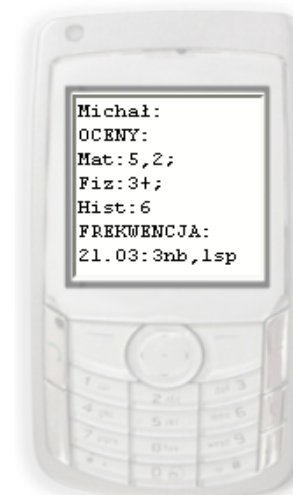 Michał:
OCENY:
Mat:5,2;
Fiz:3+;
Hist:6
FREKWENCJA:
21.03:3nb,1sp